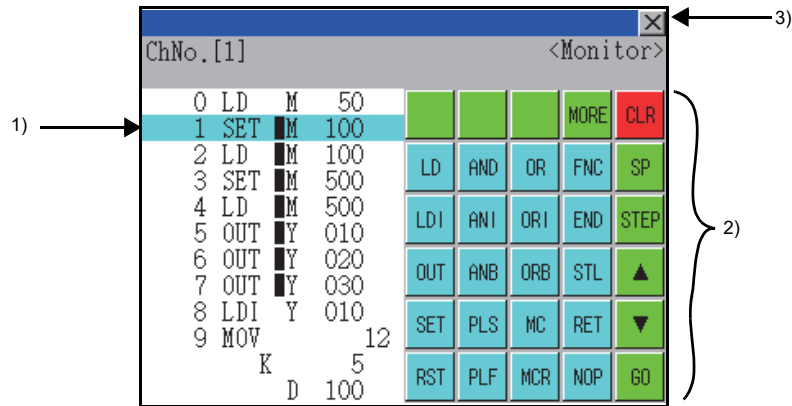 3)
ChNo.[1] <Monitor>
1)
0 LD M 50
1 SET M 100
2 LD M 100
3 SET M 500
4 LD M 500
5 OUT Y 010
6 OUT Y 020
7 OUT Y 030
8 LDI Y 010
9 MOV 12
K 5
D 100
MORE CLR
LD AND OR FNC SP
LDI ANI ORI END STEP
OUT ANB ORB STL ▲
SET PLS MC RET ▼
RST PLF MCR NOP GO
2)